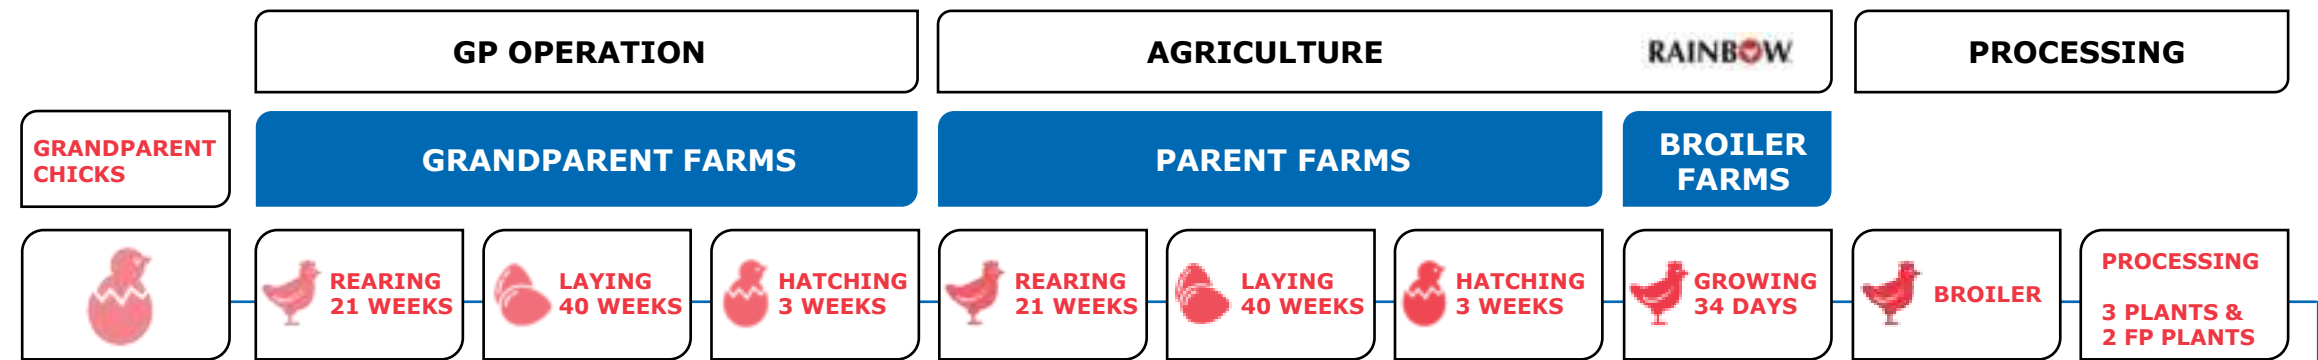 GP OPERATION
AGRICULTURE
RAINBOW
PROCESSING
GRANDPARENT
CHICKS
GRANDPARENT FARMS
PARENT FARMS
BROILER
FARMS
REARING
21 WEEKS
LAYING
40 WEEKS
HATCHING
3 WEEKS
REARING
21 WEEKS
LAYING
40 WEEKS
HATCHING
3 WEEKS
GROWING
34 DAYS
BROILER
PROCESSING
3 PLANTS &
2 FP PLANTS